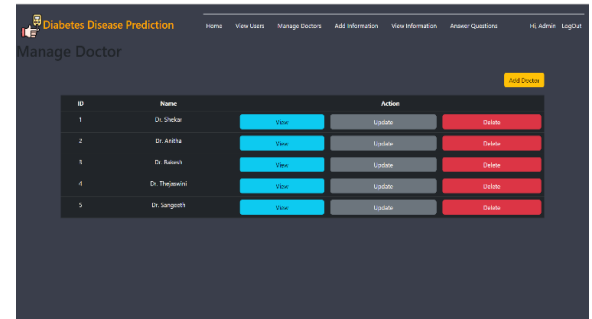 Diabetes Disease Prediction Home View Users Manage Doctors Add Information View Information Answer Questions Hi, Admin LogOut
Manage Doctor
Add Doctor
ID Name Action
1 Dr. Shekar View Update Delete
2 Dr. Anitha View Update Delete
3 Dr. Rakesh View Update Delete
4 Dr. Thejaswini View Update Delete
5 Dr. Sangeeth View Update Delete